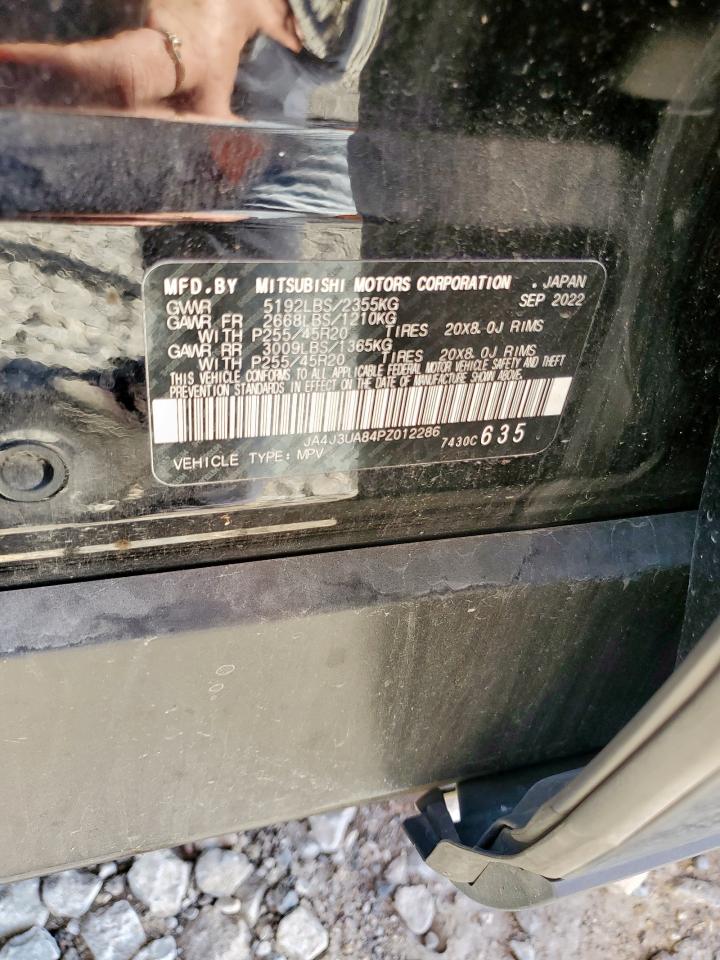 MFD.BY MITSUBISHI MOTORS CORPORATION . JAPAN
GVWR 5192LBS/2355KG SEP 2022
GAWR FR 2668LBS/1210KG
WITH P255/45R20 TIRES 20X8.0J RIMS
GAWR RR 3009LBS/1365KG
WITH P255/45R20 TIRES 20X8.0J RIMS
THIS VEHICLE CONFORMS TO ALL APPLICABLE FEDERAL MOTOR VEHICLE SAFETY AND THEFT
PREVENTION STANDARDS IN EFFECT ON THE DATE OF MANUFACTURE SHOWN ABOVE.
JA4J3UA84PZ012286 7430C 635
VEHICLE TYPE: MPV